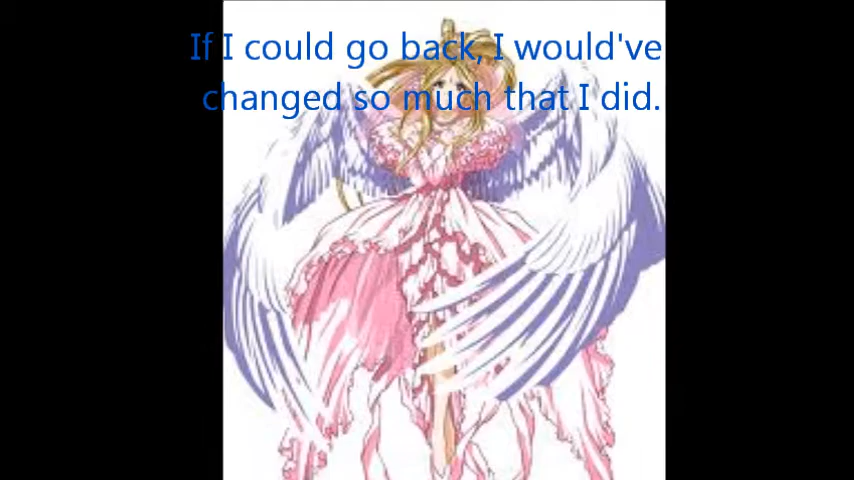 If I could go back, I would've
changed so much that I did.